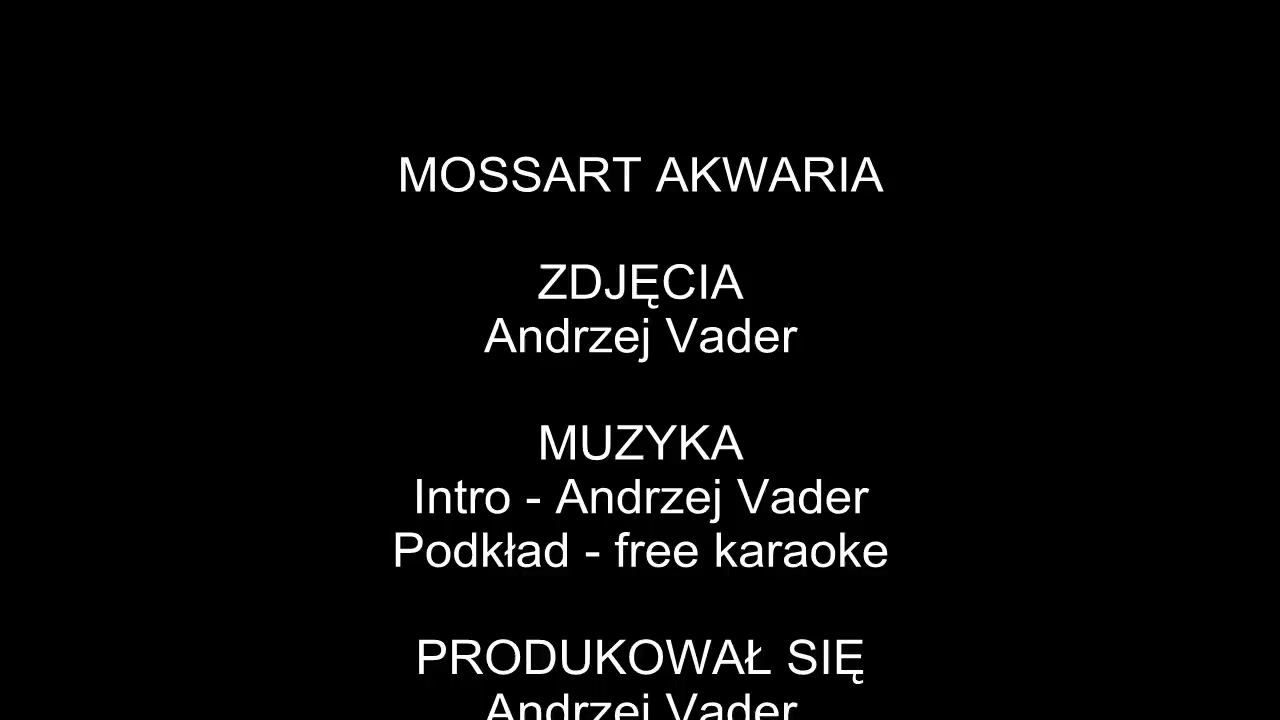 MOSSART AKWARIA
ZDJĘCIA
Andrzej Vader
MUZYKA
Intro - Andrzej Vader
Podkład - free karaoke
PRODUKOWAŁ SIĘ
Andrzej Vader